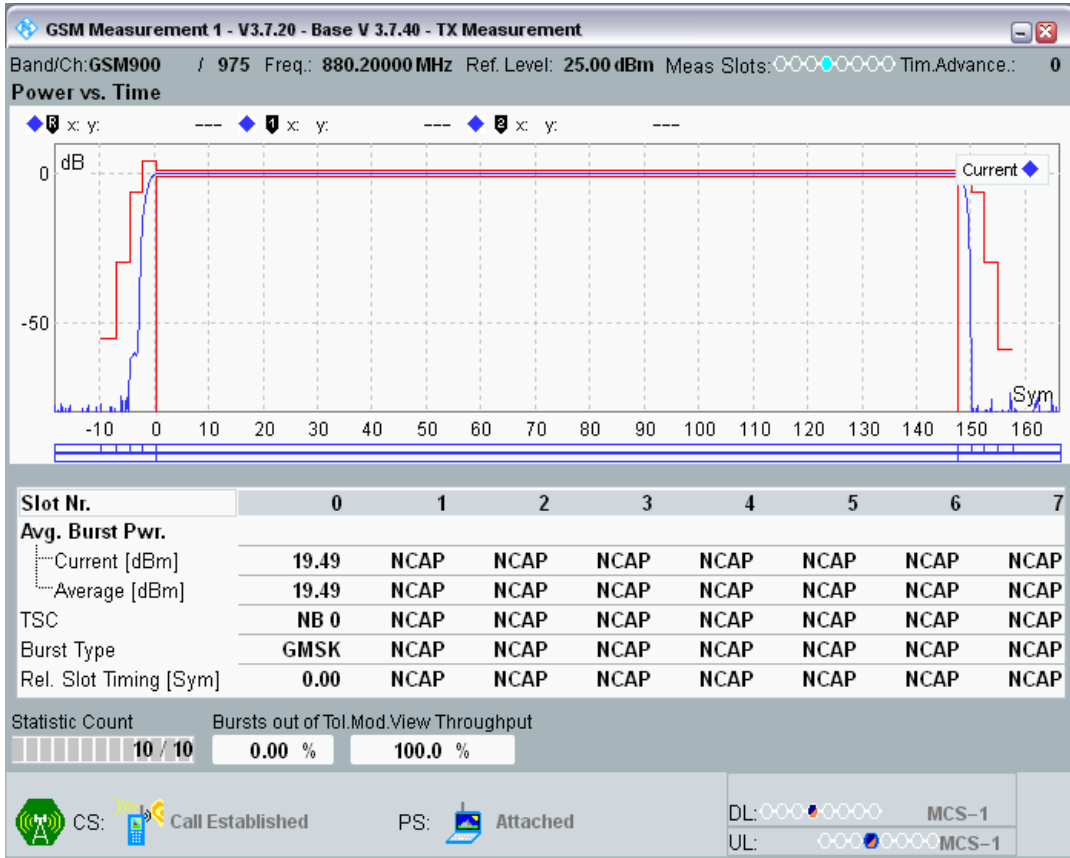 GSM Measurement 1 - V3.7.20 - Base V 3.7.40 - TX Measurement
Band/Ch:GSM900 / 975 Freq.: 880.20000 MHz Ref. Level: 25.00 dBm Meas Slots: Tim.Advance.: 0
Power vs. Time
R x: y: --- 1 x: y: --- 2 x: y: ---
dB
Current
0
-50
Sym
-10 0 10 20 30 40 50 60 70 80 90 100 110 120 130 140 150 160
Slot Nr. 0 1 2 3 4 5 6 7
Avg. Burst Pwr.
Current [dBm] 19.49 NCAP NCAP NCAP NCAP NCAP NCAP NCAP
Average [dBm] 19.49 NCAP NCAP NCAP NCAP NCAP NCAP NCAP
TSC NB 0 NCAP NCAP NCAP NCAP NCAP NCAP NCAP
Burst Type GMSK NCAP NCAP NCAP NCAP NCAP NCAP NCAP
Rel. Slot Timing [Sym] 0.00 NCAP NCAP NCAP NCAP NCAP NCAP NCAP
Statistic Count Bursts out of Tol.Mod.View Throughput
10 / 10 0.00 % 100.0 %
CS: Call Established PS: Attached
DL: MCS-1
UL: MCS-1